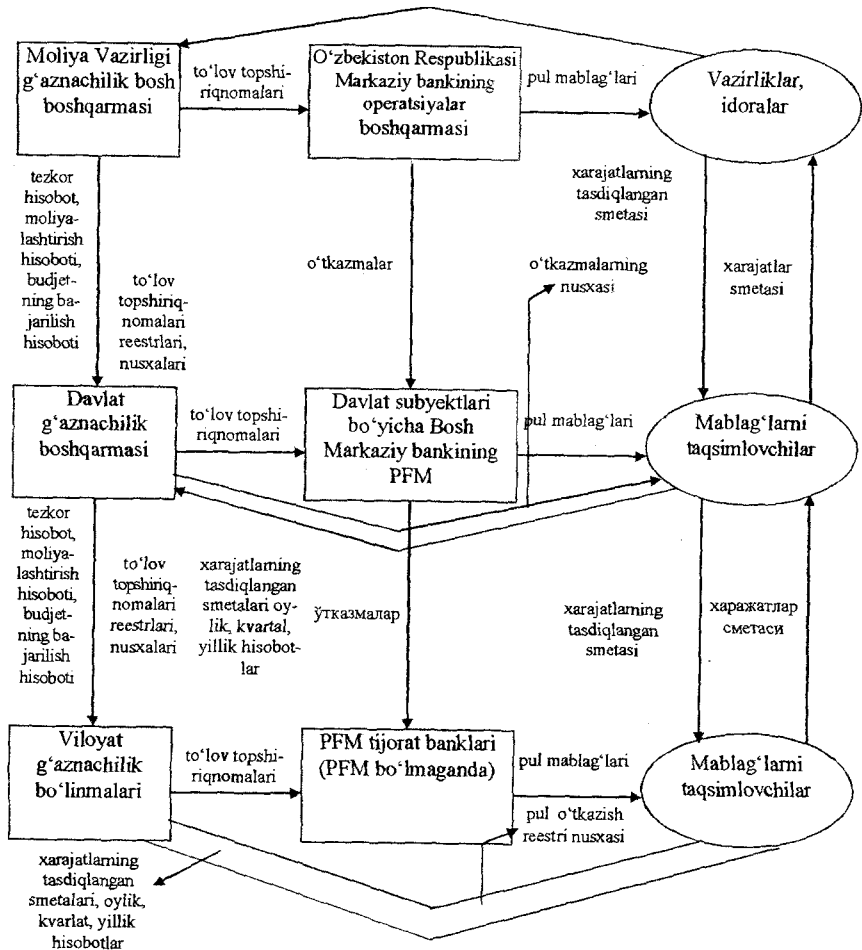 Moliya Vazirligi
g‘aznachilik bosh
boshqarmasi
to‘lov topshi-
riqnomalari
O‘zbekiston Respublikasi
Markaziy bankining
operatsiyalar
boshqarmasi
pul mablag‘lari
Vazirliklar,
idoralar
tezkor
hisobot,
moliya-
lashtirish
hisoboti,
budjet-
ning ba-
jarilish
hisoboti
to‘lov
topshiriq-
nomalari
reestrlari,
nusxalari
o‘tkazmalar
o‘tkazmalarning
nusxasi
xarajatlarning
tasdiqlangan
smetasi
xarajatlar
smetasi
Davlat
g‘aznachilik
boshqarmasi
to‘lov topshi-
riqnomalari
Davlat subyektlari
bo‘yicha Bosh
Markaziy bankining
PFM
pul mablag‘lari
Mablag‘larni
taqsimlovchilar
tezkor
hisobot,
moliya-
lashtirish
hisoboti,
budjet-
ning ba-
jarilish
hisoboti
to‘lov
topshiriq-
nomalari
reestrlari,
nusxalari
xarajatlarning
tasdiqlangan
smetalari oy-
lik, kvartal,
yillik hisobot-
lar
ўтказмалар
xarajatlarning
tasdiqlangan
smetasi
харажатлар
сметаси
Viloyat
g‘aznachilik
bo‘linmalari
to‘lov topshi-
riqnomalari
PFM tijorat banklari
(PFM bo‘lmaganda)
pul mablag‘lari
Mablag‘larni
taqsimlovchilar
pul o‘tkazish
reestri nusxasi
xarajatlarning
tasdiqlangan
smetalari, oylik,
kvarlat, yillik
hisobotlar